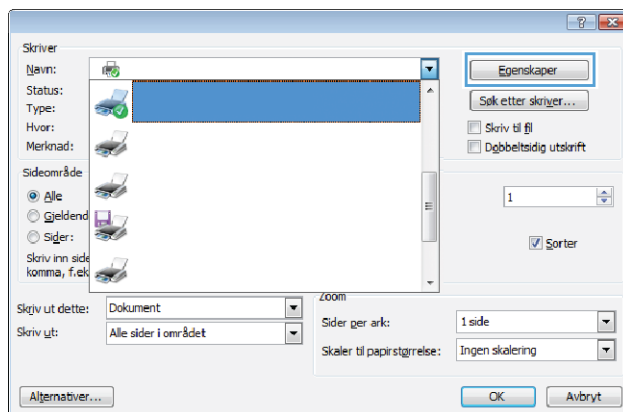 Skriver
Navn:
Egenskaper
Status:
Type:
Søk etter skriver...
Hvor:
Skriv til fil
Merknad:
Dobbeltsidig utskrift
Sideområde
Alle
1
Gjeldend
Sider:
Sorter
Skriv inn side
komma, f.ek
Zoom
Skriv ut dette:
Dokument
Sider per ark:
1 side
Skriv ut:
Alle sider i området
Skaler til papirstørrelse:
Ingen skalering
Alternativer...
OK
Avbryt